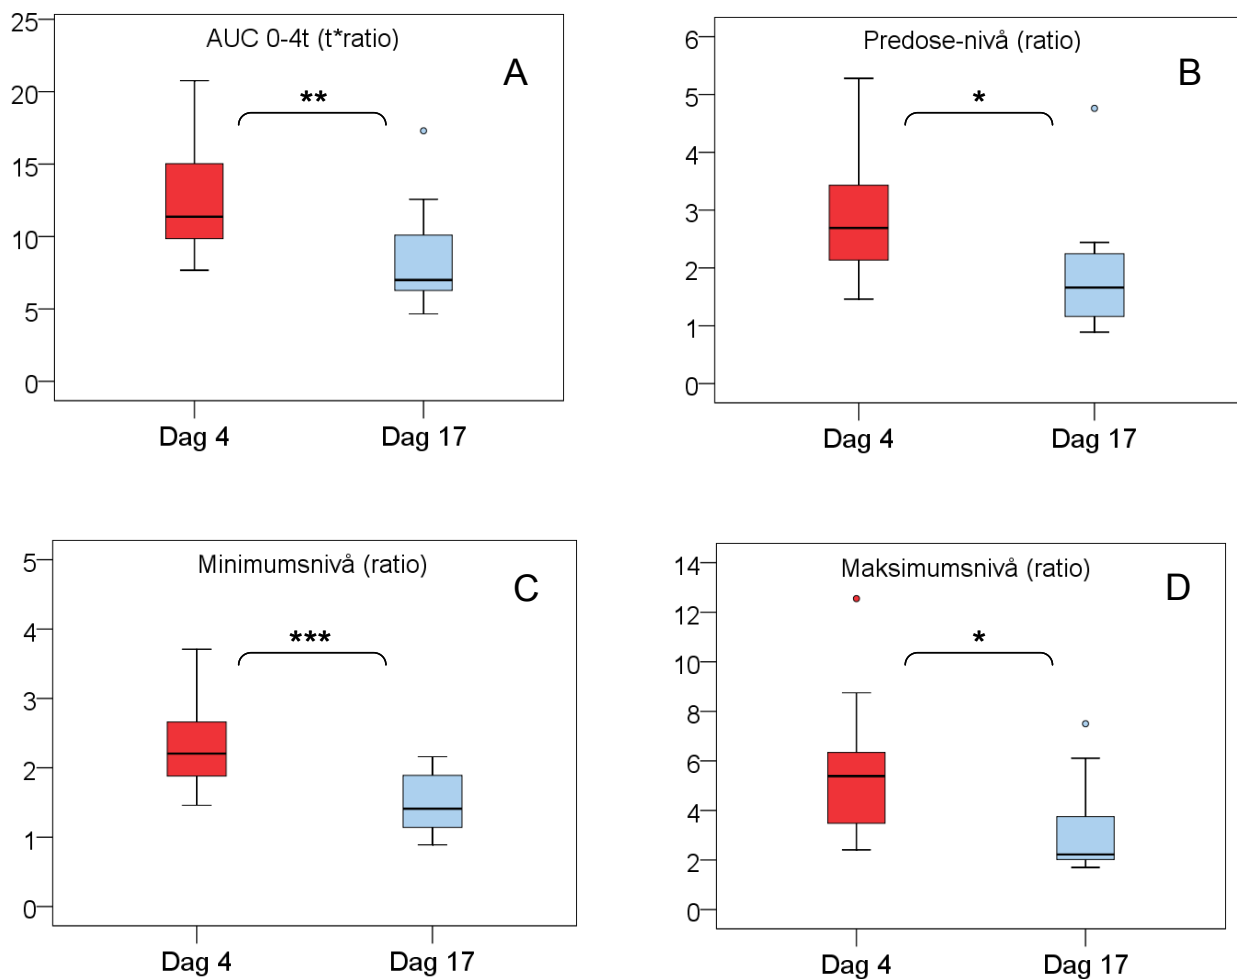 AUC 0-4t (t*ratio)
A
**
25
20
15
10
5
0
Dag 4
Dag 17
Predose-nivå (ratio)
B
*
6
5
4
3
2
1
0
Dag 4
Dag 17
Minimumsnivå (ratio)
C
***
5
4
3
2
1
0
Dag 4
Dag 17
Maksimumsnivå (ratio)
D
*
14
12
10
8
6
4
2
0
Dag 4
Dag 17